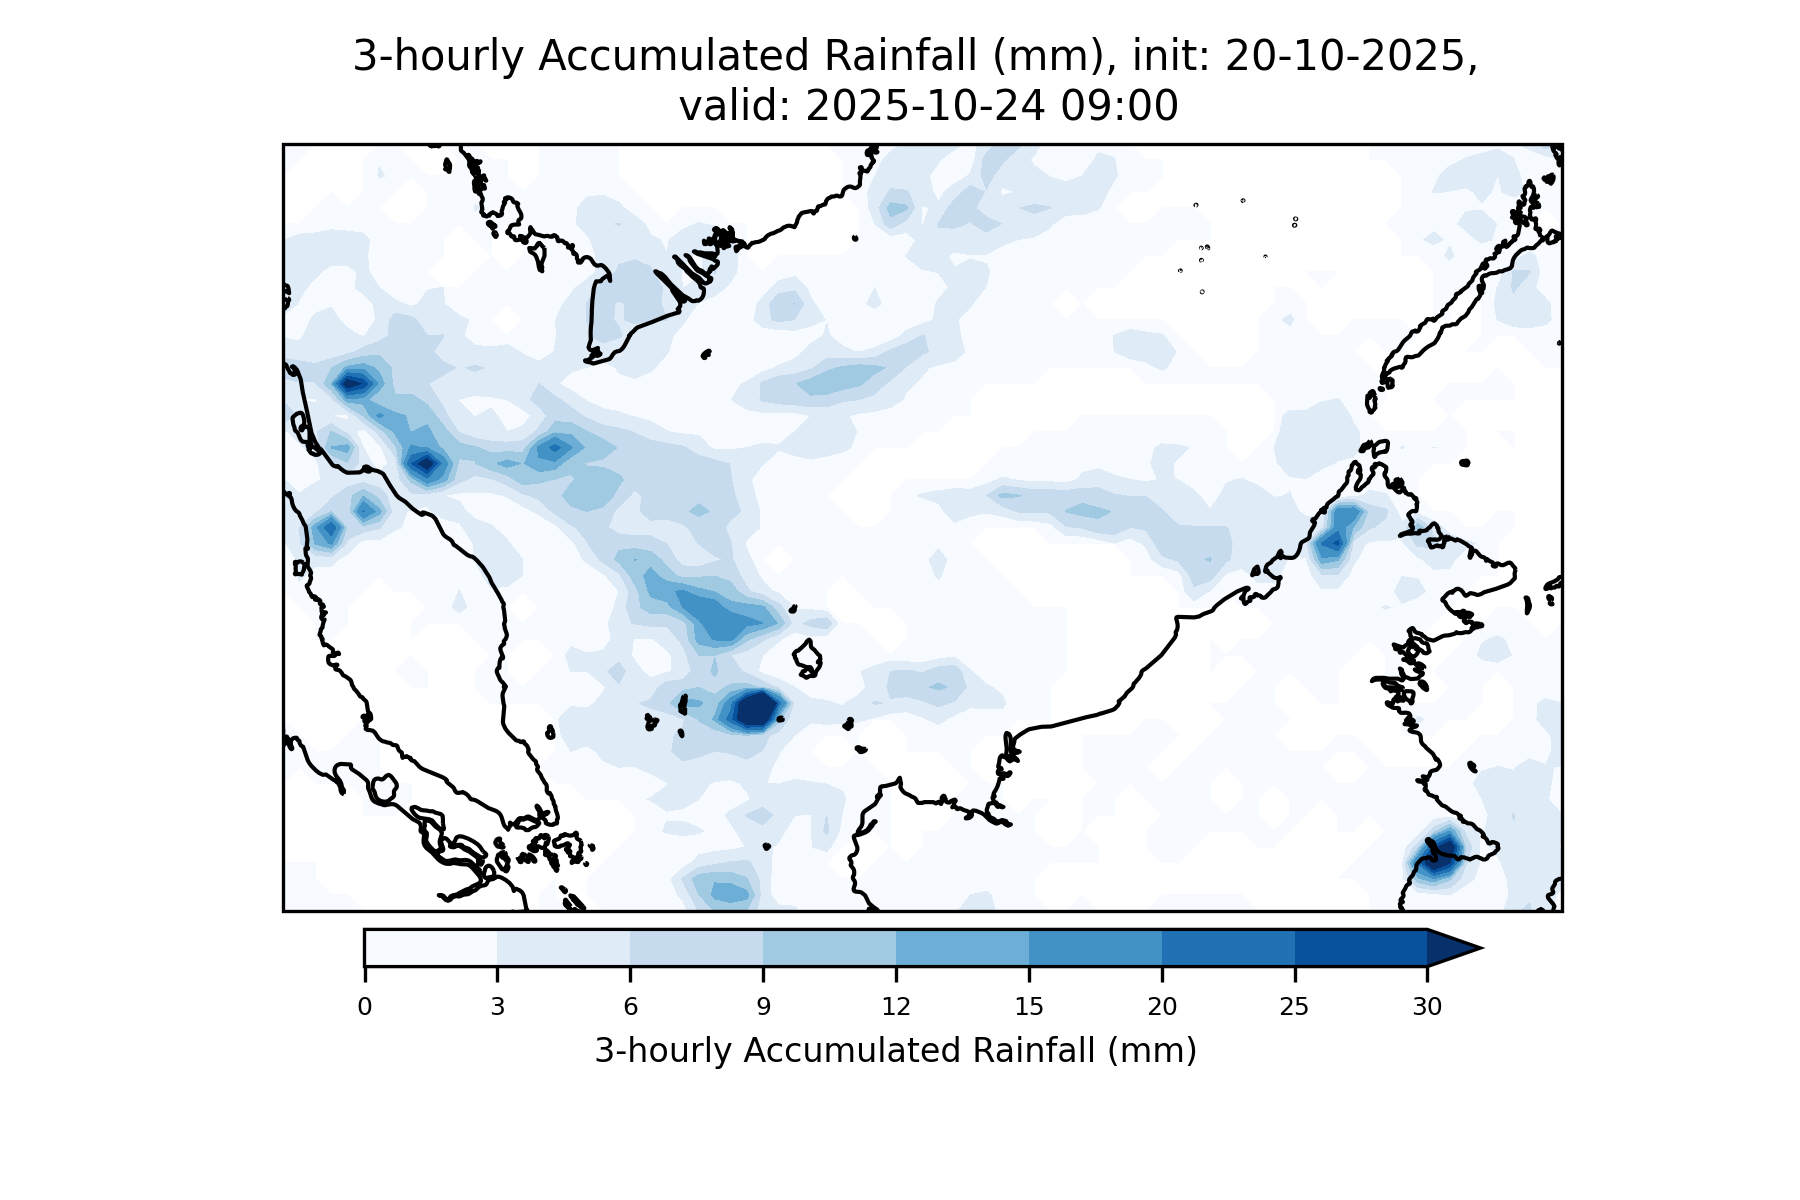 3-hourly Accumulated Rainfall (mm), init: 20-10-2025,
valid: 2025-10-24 09:00
0 3 6 9 12 15 20 25 30
3-hourly Accumulated Rainfall (mm)